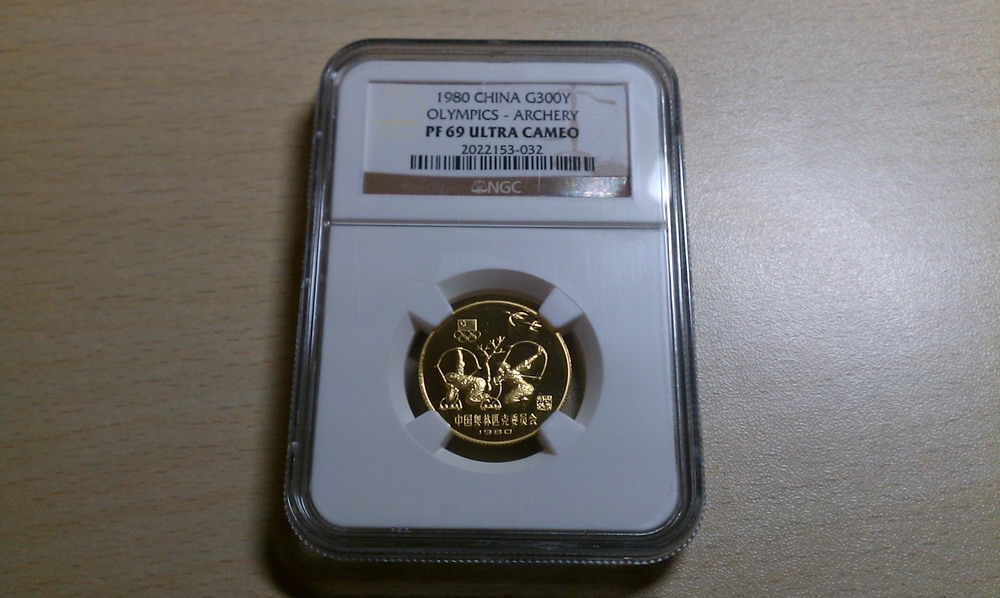 1980 CHINA G300Y
OLYMPICS - ARCHERY
PF 69 ULTRA CAMEO
2022153-032
NGC
中国奥林匹克委员会
1980